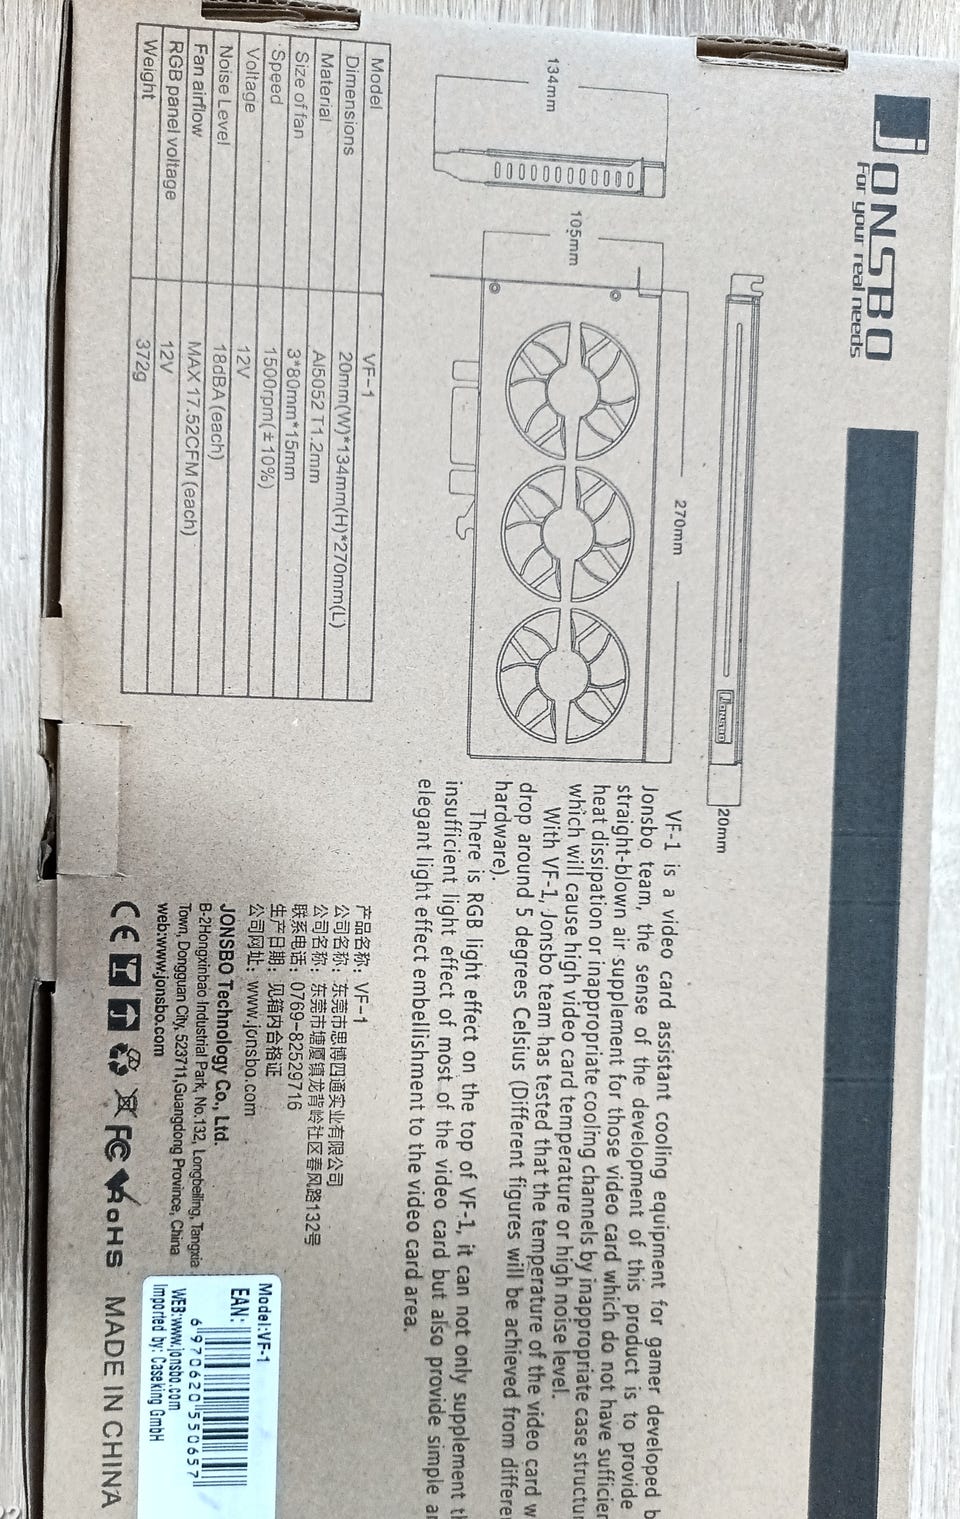 JONSBO
For your real needs
134mm
105mm
270mm
20mm
JONSBO
Model VF-1
Dimensions 20mm(W)*134mm(H)*270mm(L)
Material Al5052 T1.2mm
Size of fan 3*80mm*15mm
Speed 1500rpm(±10%)
Voltage 12V
Noise Level 18dBA (each)
Fan airflow MAX 17.52CFM (each)
RGB panel voltage 12V
Weight 372g
VF-1 is a video card assistant cooling equipment for gamer developed
Jonsbo team, the sense of the development of this product is to provide
straight-blown air supplement for those video card which do not have
heat dissipation or inappropriate cooling channels by inappropriate case
which will cause high video card temperature or high noise level.
With VF-1, Jonsbo team has tested that the temperature of the video card
drop around 5 degrees Celsius (Different figures will be achieved from
hardware).
There is RGB light effect on the top of VF-1, it can not only supplement
insufficient light effect of most of the video card but also provide simple
elegant light effect embellishment to the video card area.
产品名称：VF-1
公司名称：东莞市思博四通实业有限公司
公司名称：东莞市塘厦镇龙背岭社区春风路132号
联系电话：0769-82529716
生产日期：见箱内合格证
公司网址：www.jonsbo.com
JONSBO Technology Co., Ltd.
B-2Hongxinbao Industrial Park, No.132, Longbeiling, Tangxia
Town, Dongguan City, 523711,Guangdong Province, China
web:www.jonsbo.com
CE FC RoHS MADE IN CHINA
Model:VF-1
EAN:
6 970620 550657
WEB:www.jonsbo.com
Imported by: Caseking GmbH